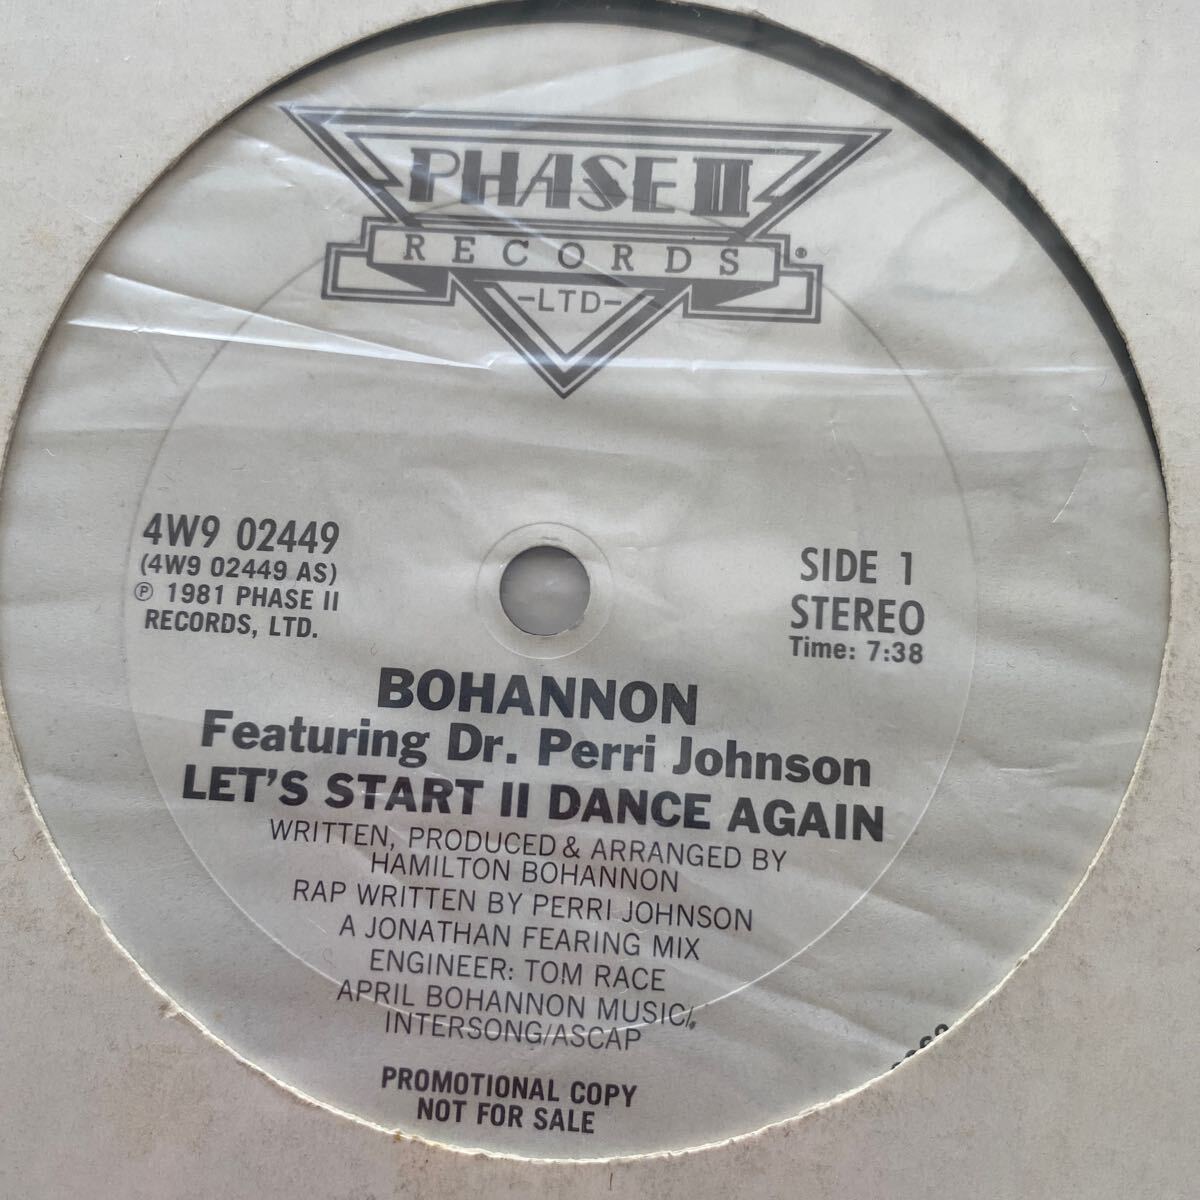 PHASE II
RECORDS®
-LTD-
4W9 02449
(4W9 02449 AS)
℗ 1981 PHASE II
RECORDS, LTD.
SIDE 1
STEREO
Time: 7:38
BOHANNON
Featuring Dr. Perri Johnson
LET'S START II DANCE AGAIN
WRITTEN, PRODUCED & ARRANGED BY
HAMILTON BOHANNON
RAP WRITTEN BY PERRI JOHNSON
A JONATHAN FEARING MIX
ENGINEER: TOM RACE
APRIL BOHANNON MUSIC/
INTERSONG/ASCAP
PROMOTIONAL COPY
NOT FOR SALE